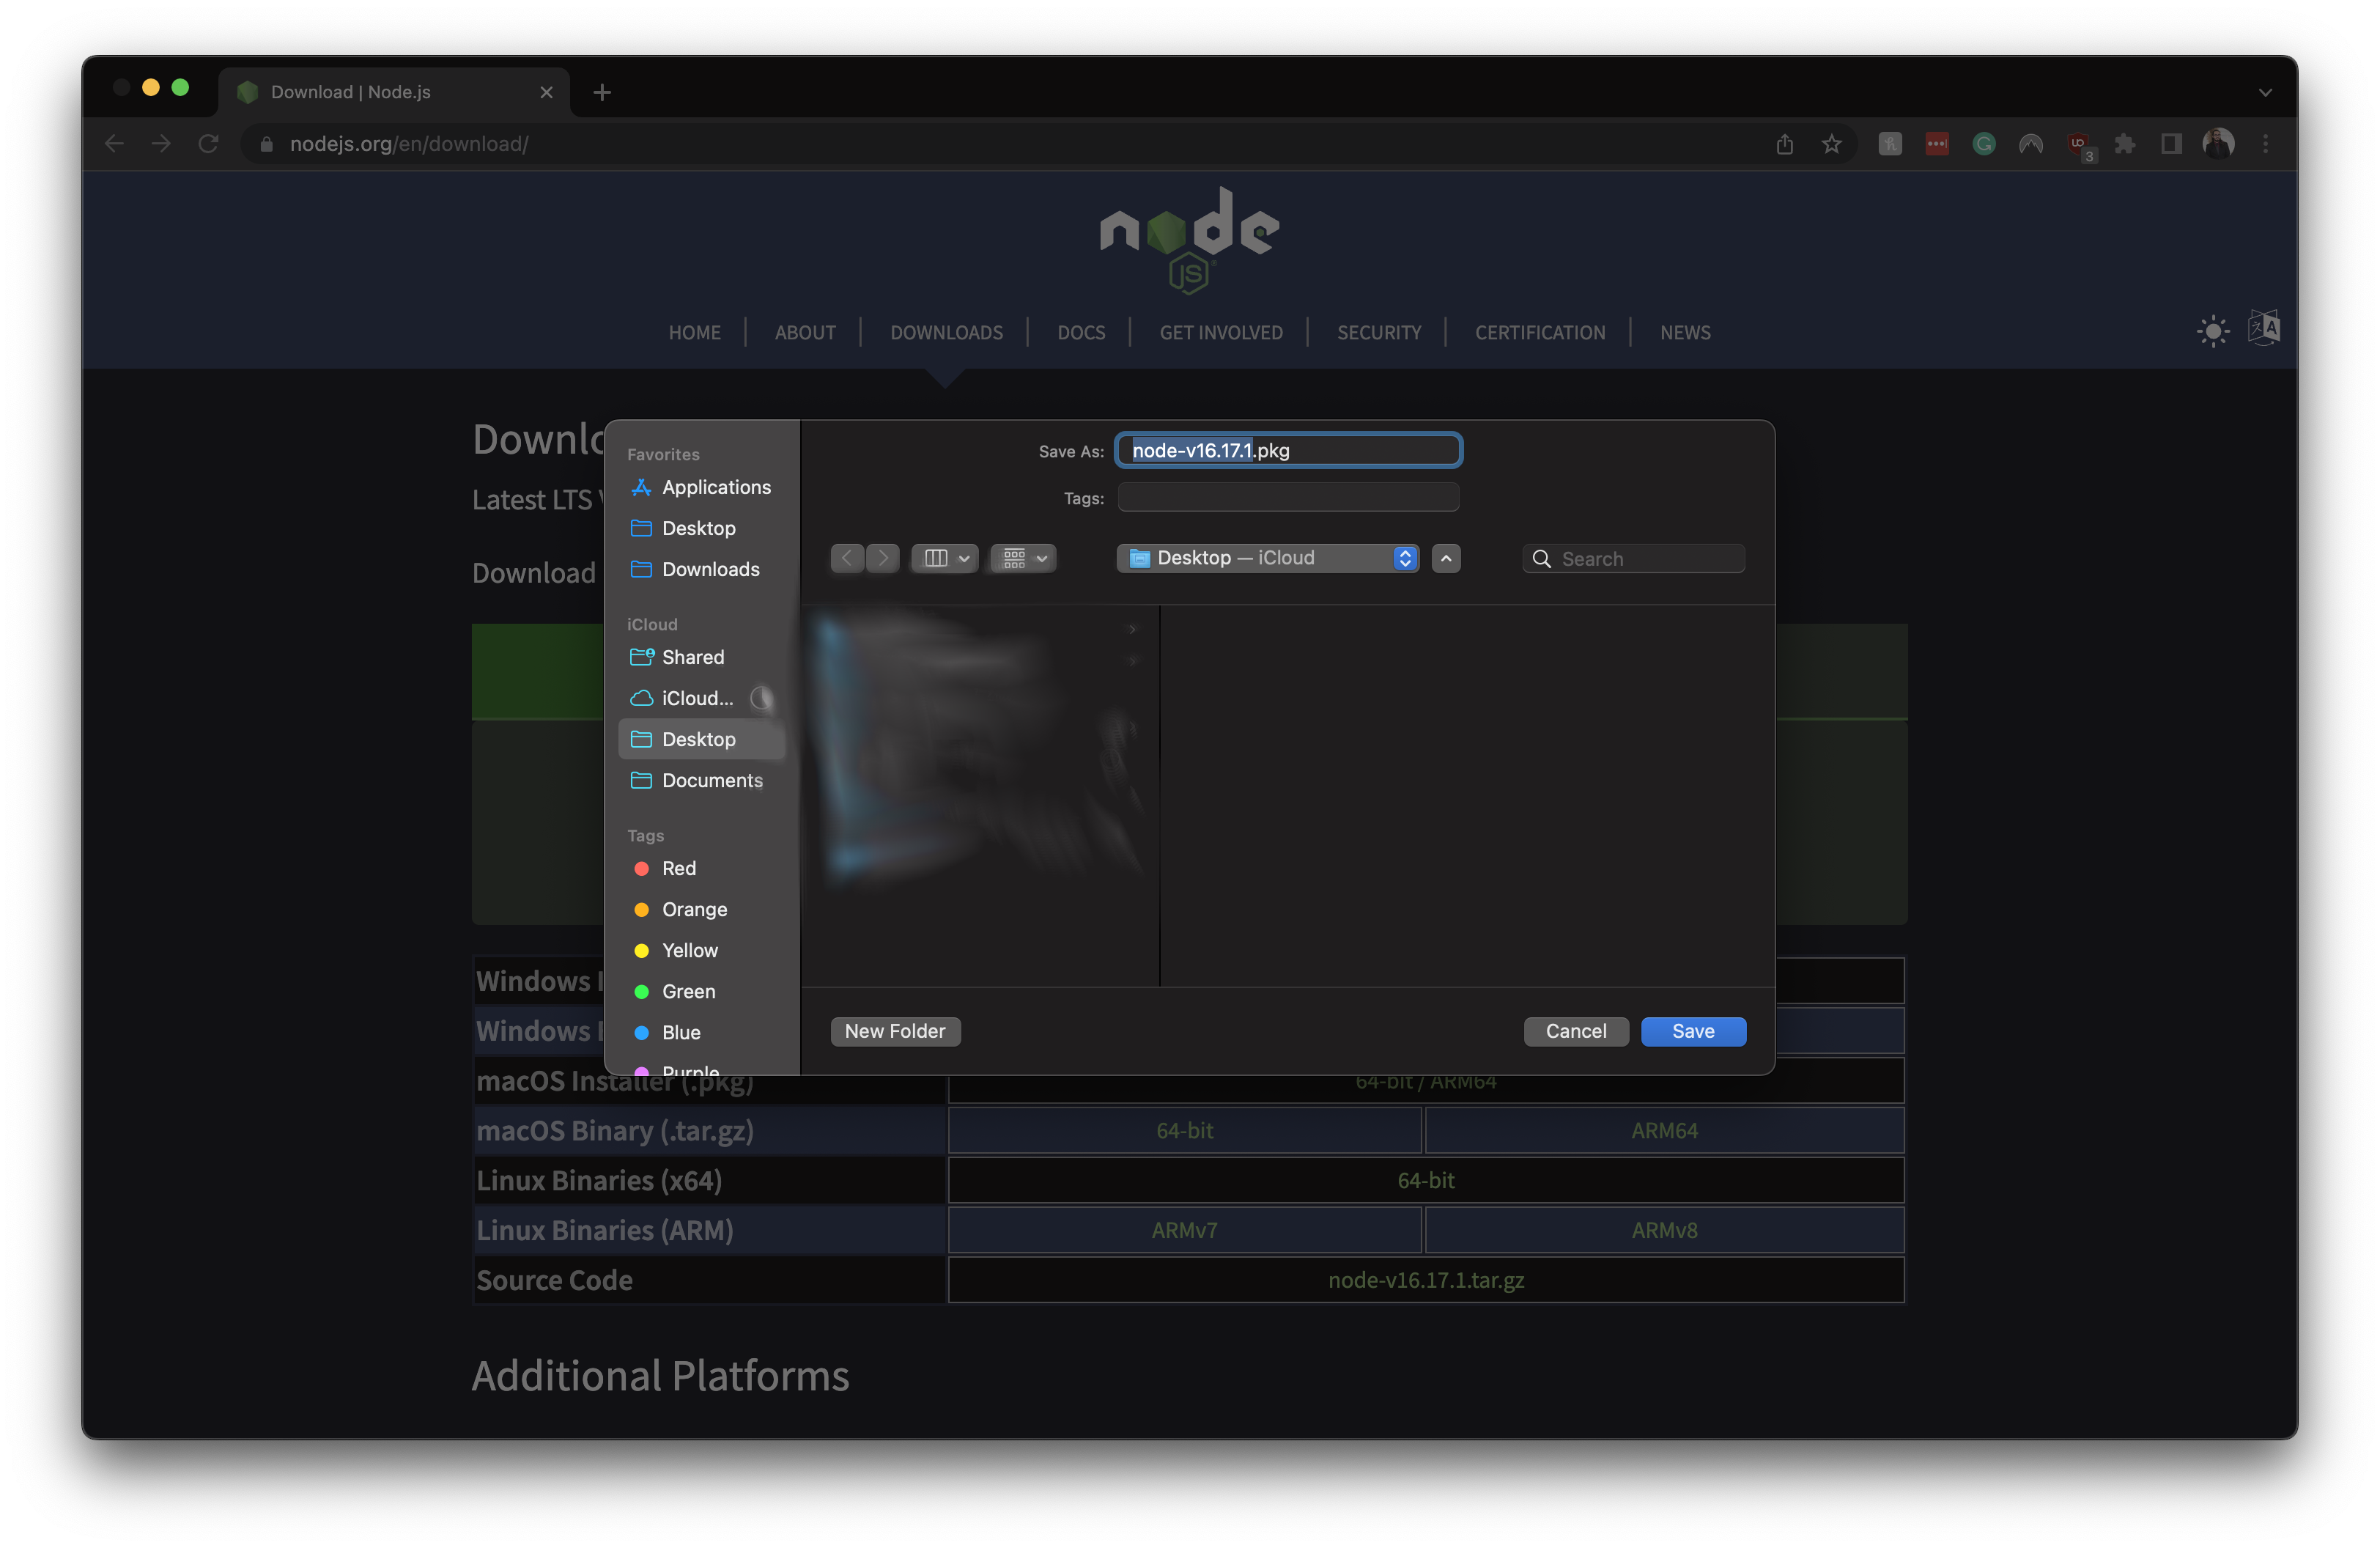 Download | Node.js
nodejs.org/en/download/
3
node
JS
HOME
ABOUT
DOWNLOADS
DOCS
GET INVOLVED
SECURITY
CERTIFICATION
NEWS
Latest LTS
Download
Favorites
Applications
Desktop
Downloads
iCloud
Shared
iCloud...
Desktop
Documents
Tags
Red
Orange
Yellow
Green
Blue
Purple
Save As: node-v16.17.1.pkg
Tags:
Desktop — iCloud
Search
New Folder
Cancel
Save
Windows
Windows
macOS Installer (.pkg) 64-bit / ARM64
macOS Binary (.tar.gz) 64-bit ARM64
Linux Binaries (x64) 64-bit
Linux Binaries (ARM) ARMv7 ARMv8
Source Code node-v16.17.1.tar.gz
Additional Platforms